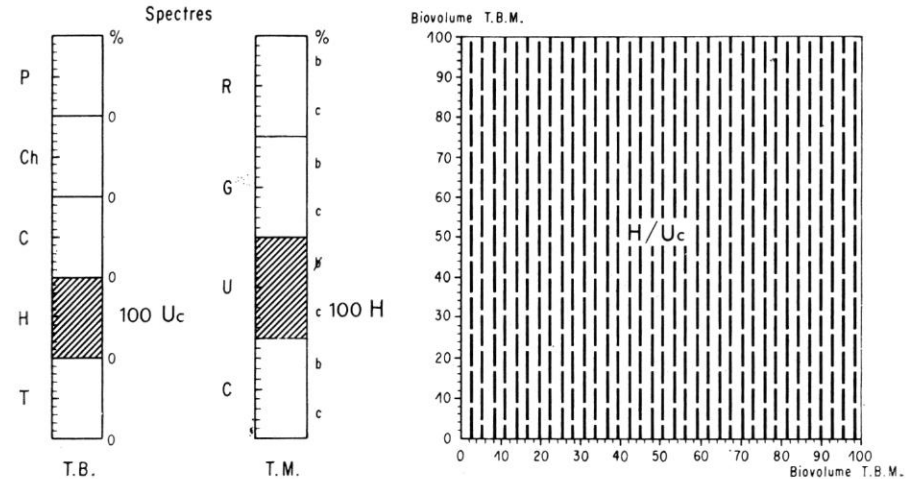 Spectres
%
P
0
Ch
0
C
0
H
100 Uc
0
T
0
T.B.
%
R
b
c
G
b
c
U
b
c
100 H
C
b
c
T.M.
Biovolume T.B.M.
100
90
80
70
60
50
40
30
20
10
0
H/Uc
0 10 20 30 40 50 60 70 80 90 100
Biovolume T.B.M.